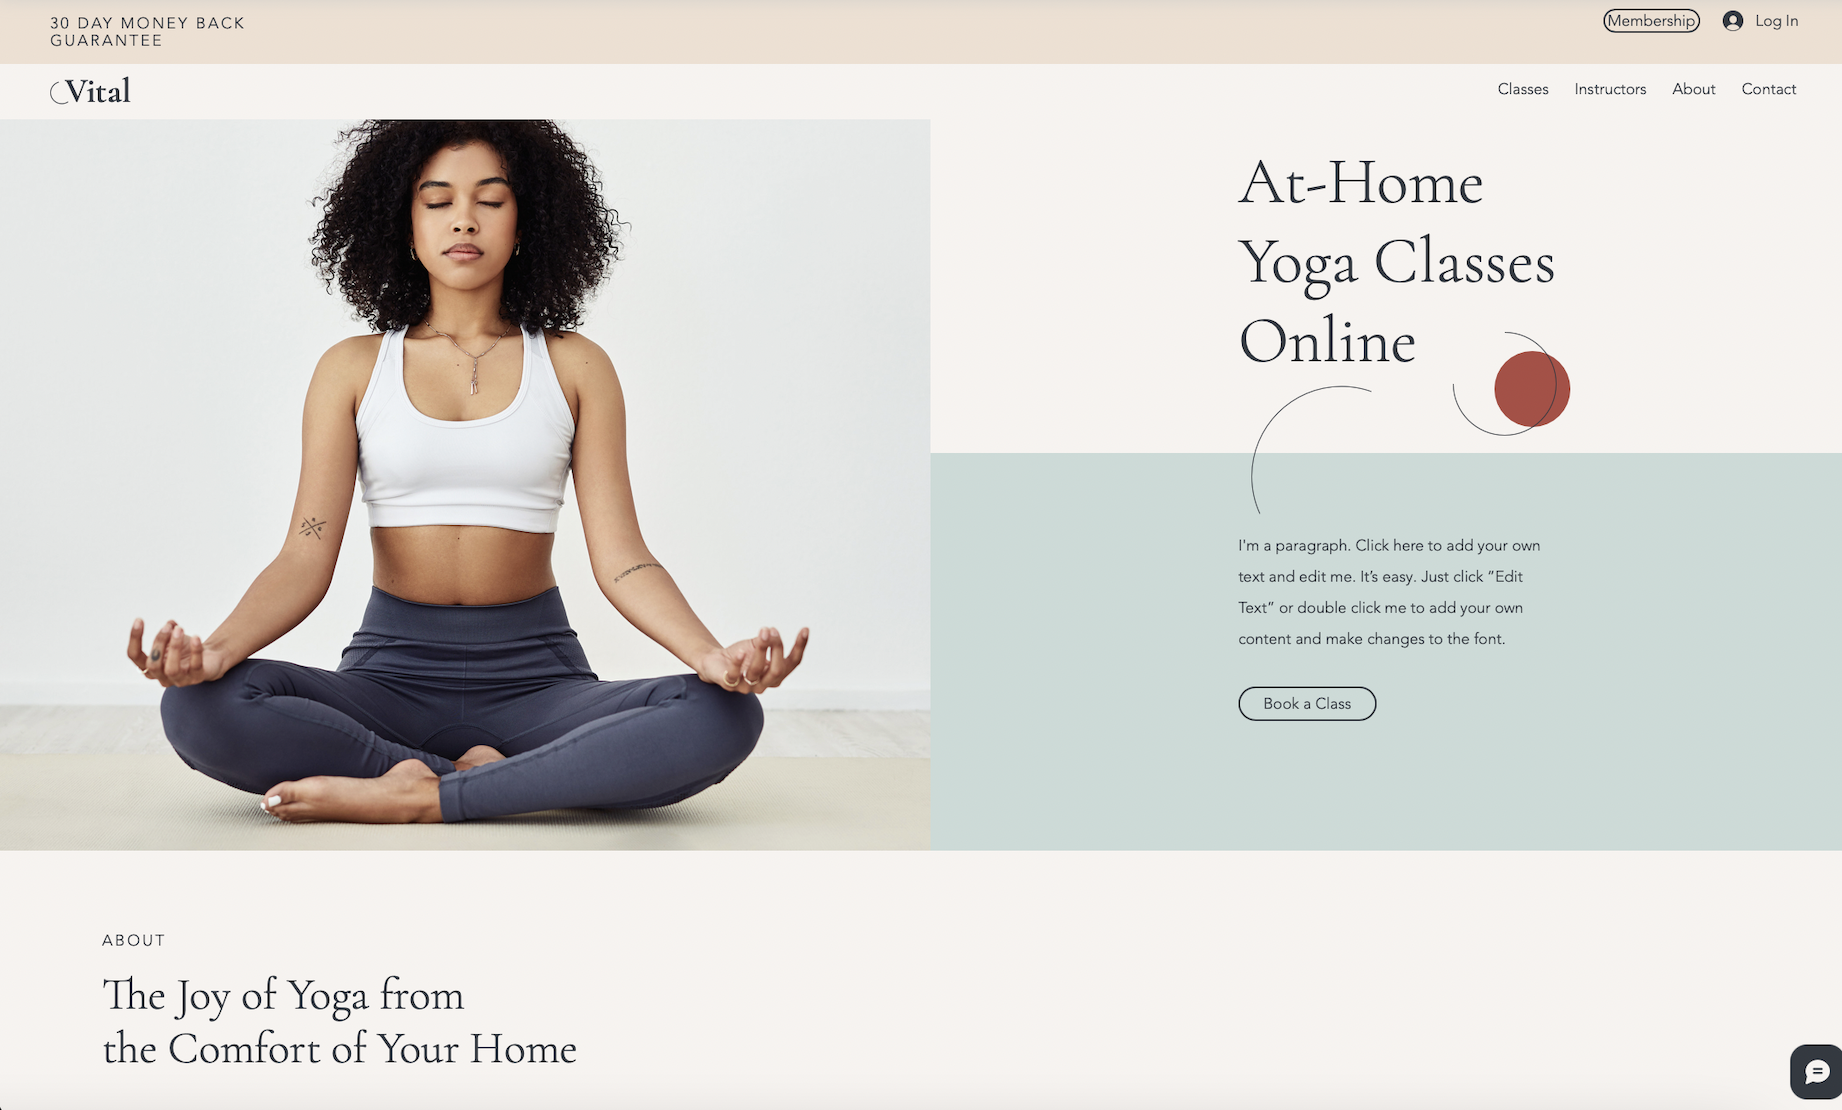 30 DAY MONEY BACK
GUARANTEE
Membership
Log In
Vital
Classes
Instructors
About
Contact
At-Home
Yoga Classes
Online
I'm a paragraph. Click here to add your own
text and edit me. It’s easy. Just click “Edit
Text” or double click me to add your own
content and make changes to the font.
Book a Class
ABOUT
The Joy of Yoga from
the Comfort of Your Home